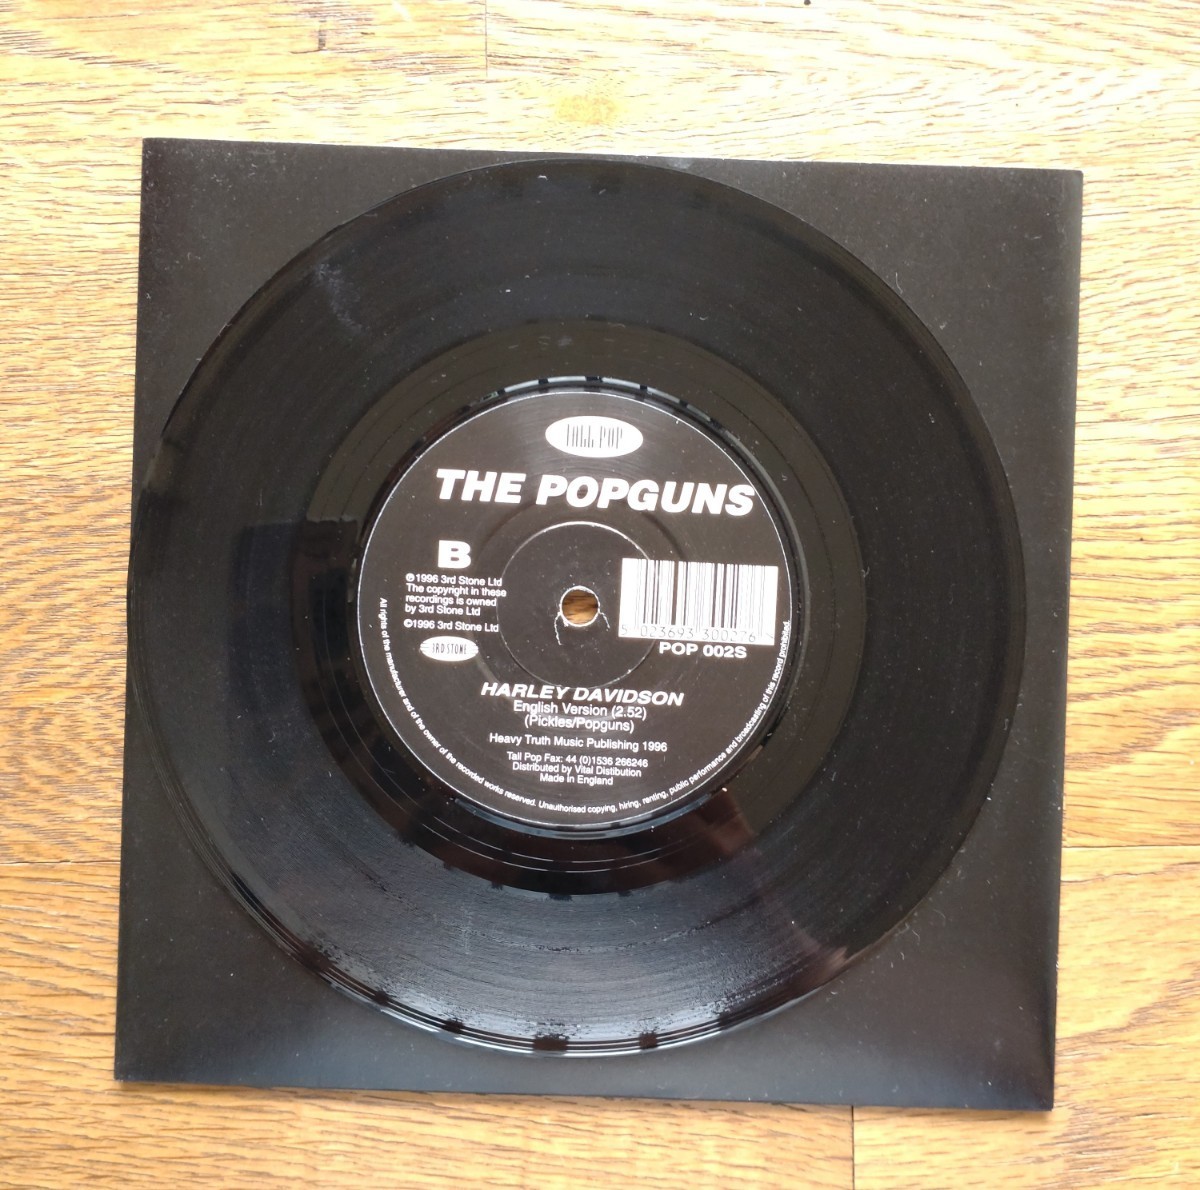 TALL POP
THE POPGUNS
B
℗1996 3rd Stone Ltd
The copyright in these
recordings is owned
by 3rd Stone Ltd
©1996 3rd Stone Ltd
3RD STONE
5 023693 300276
POP 002S
HARLEY DAVIDSON
English Version (2.52)
(Pickles/Popguns)
Heavy Truth Music Publishing 1996
Tall Pop Fax: 44 (0)1536 266246
Distributed by Vital Distibution
Made in England
All rights of the manufacturer and of the owner of the recorded works reserved. Unauthorised copying, hiring, renting, public performance and broadcasting of this record prohibited.